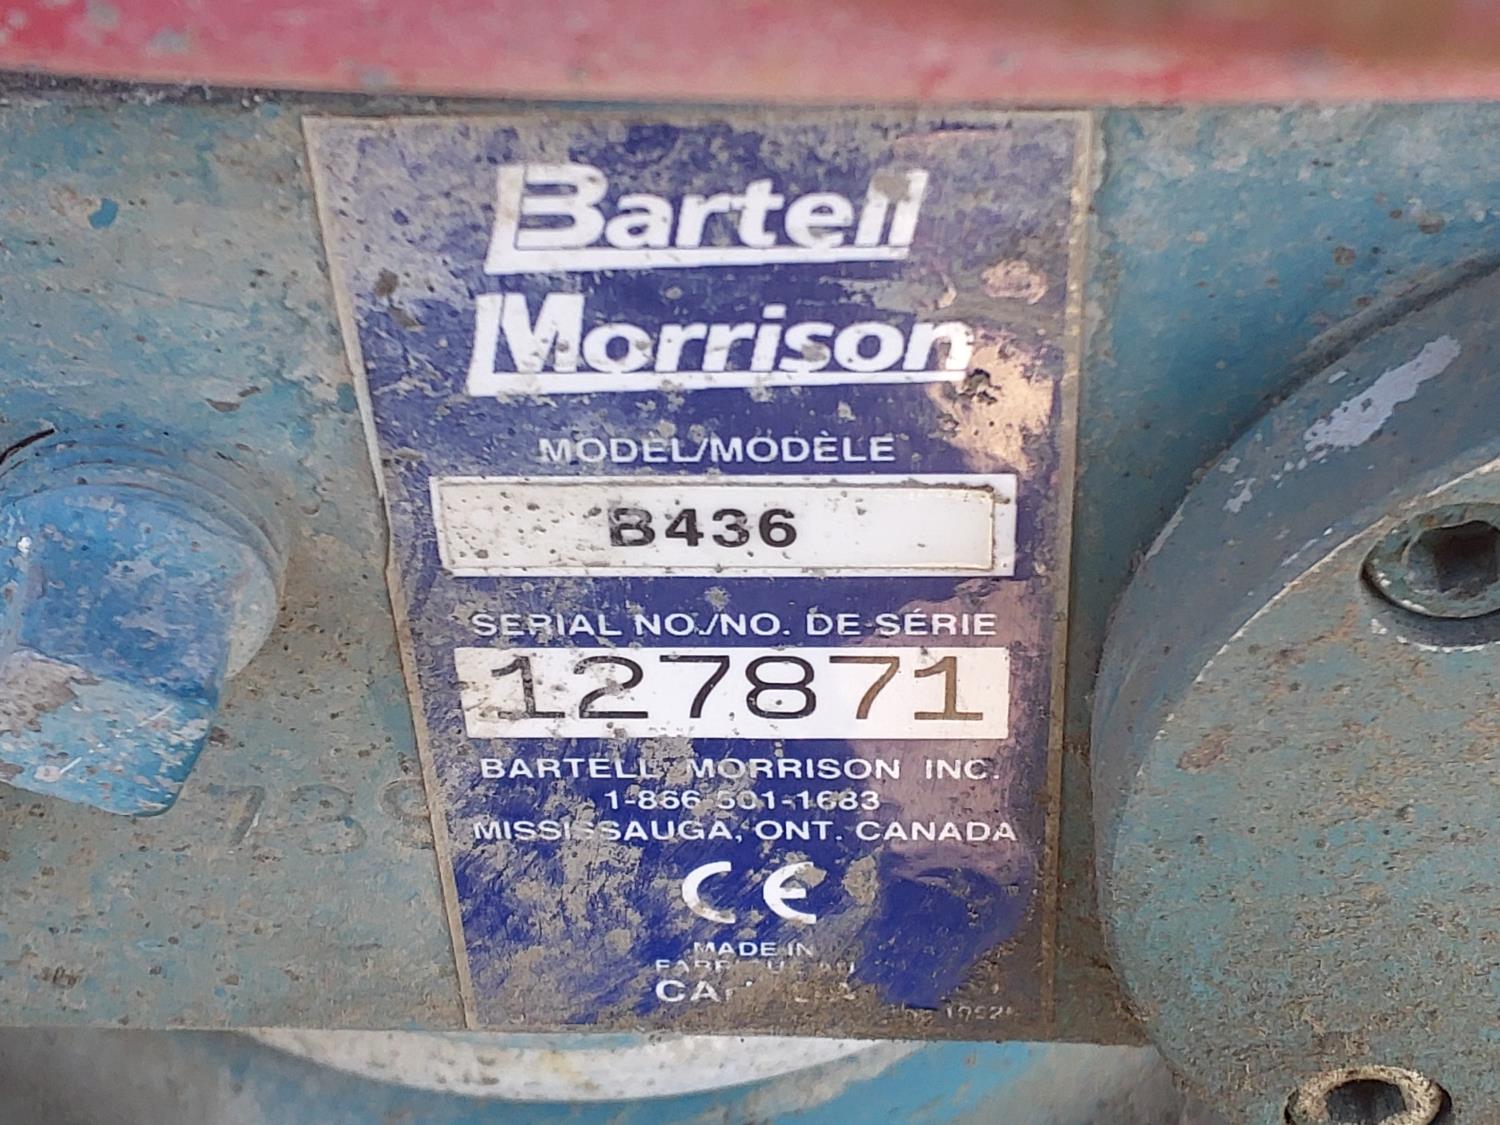 Bartell
Morrison
MODEL/MODÈLE
B436
SERIAL NO./NO. DE SÉRIE
127871
BARTELL MORRISON INC.
1-866 501-1683
MISSISSAUGA, ONT. CANADA
CE
MADE IN